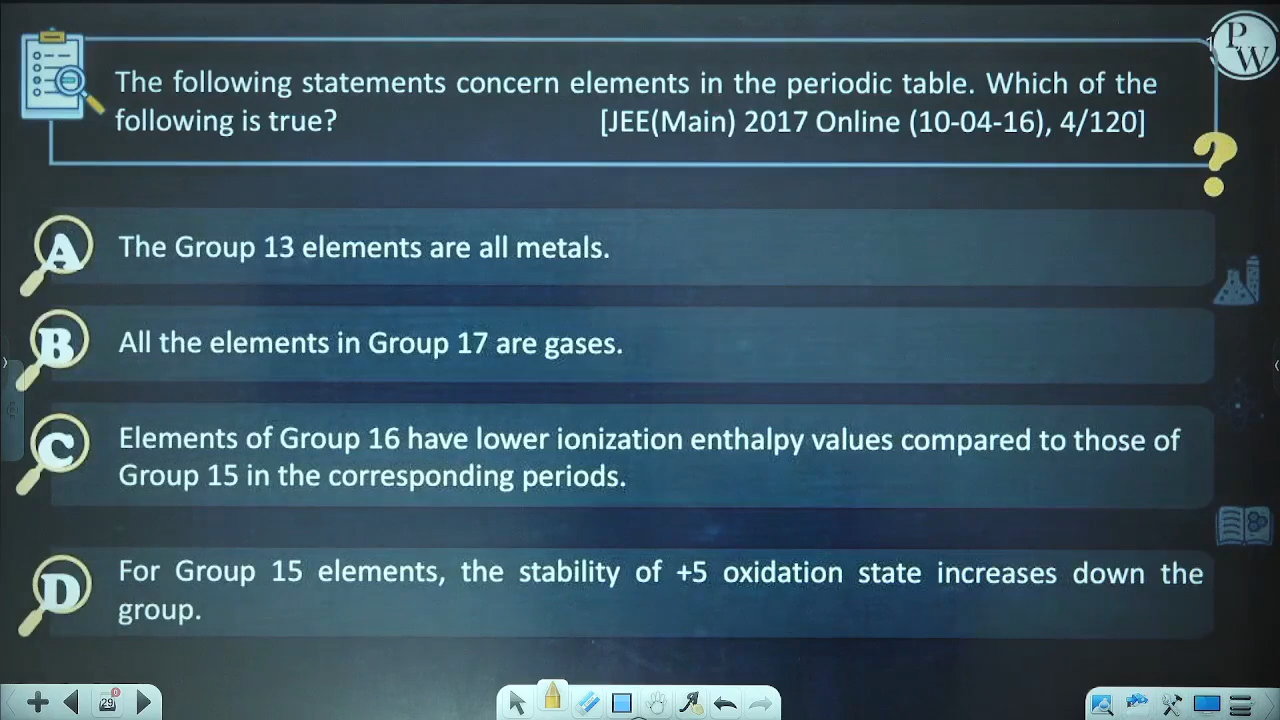 PW
The following statements concern elements in the periodic table. Which of the
following is true? [JEE(Main) 2017 Online (10-04-16), 4/120]
?
A The Group 13 elements are all metals.
B All the elements in Group 17 are gases.
C Elements of Group 16 have lower ionization enthalpy values compared to those of
Group 15 in the corresponding periods.
D For Group 15 elements, the stability of +5 oxidation state increases down the
group.
29
0